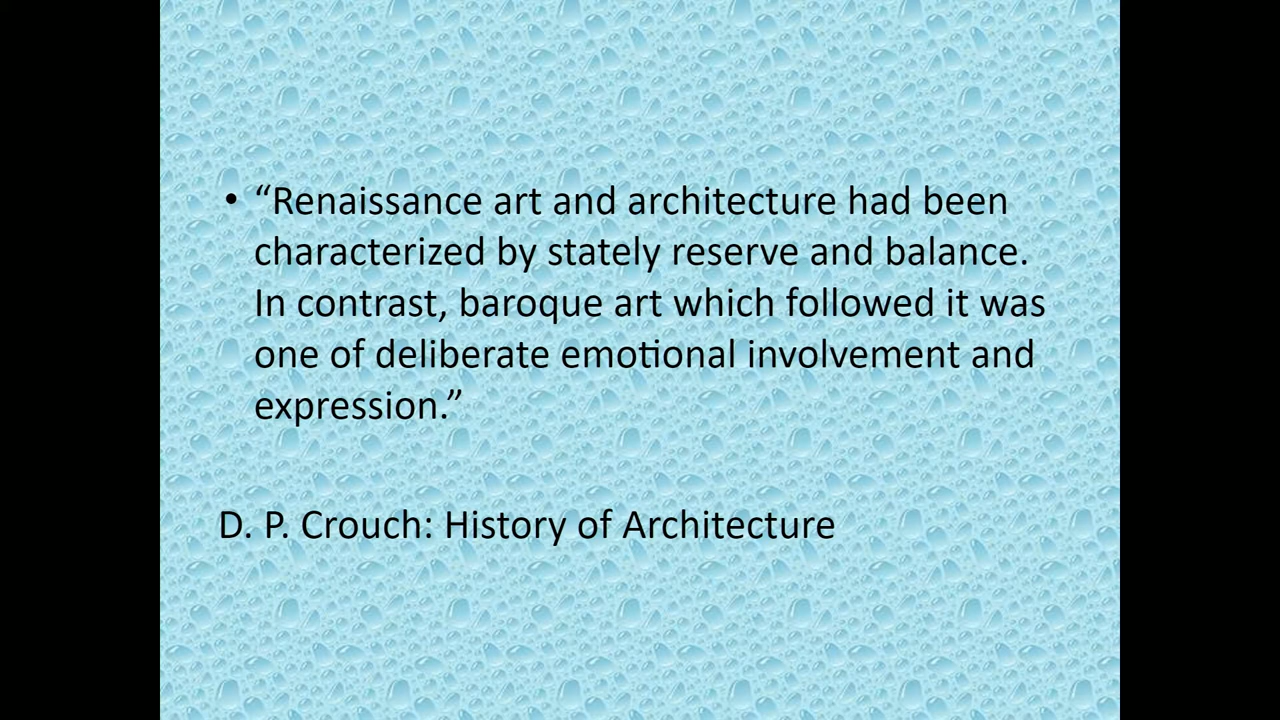 • “Renaissance art and architecture had been
characterized by stately reserve and balance.
In contrast, baroque art which followed it was
one of deliberate emotional involvement and
expression.”
D. P. Crouch: History of Architecture